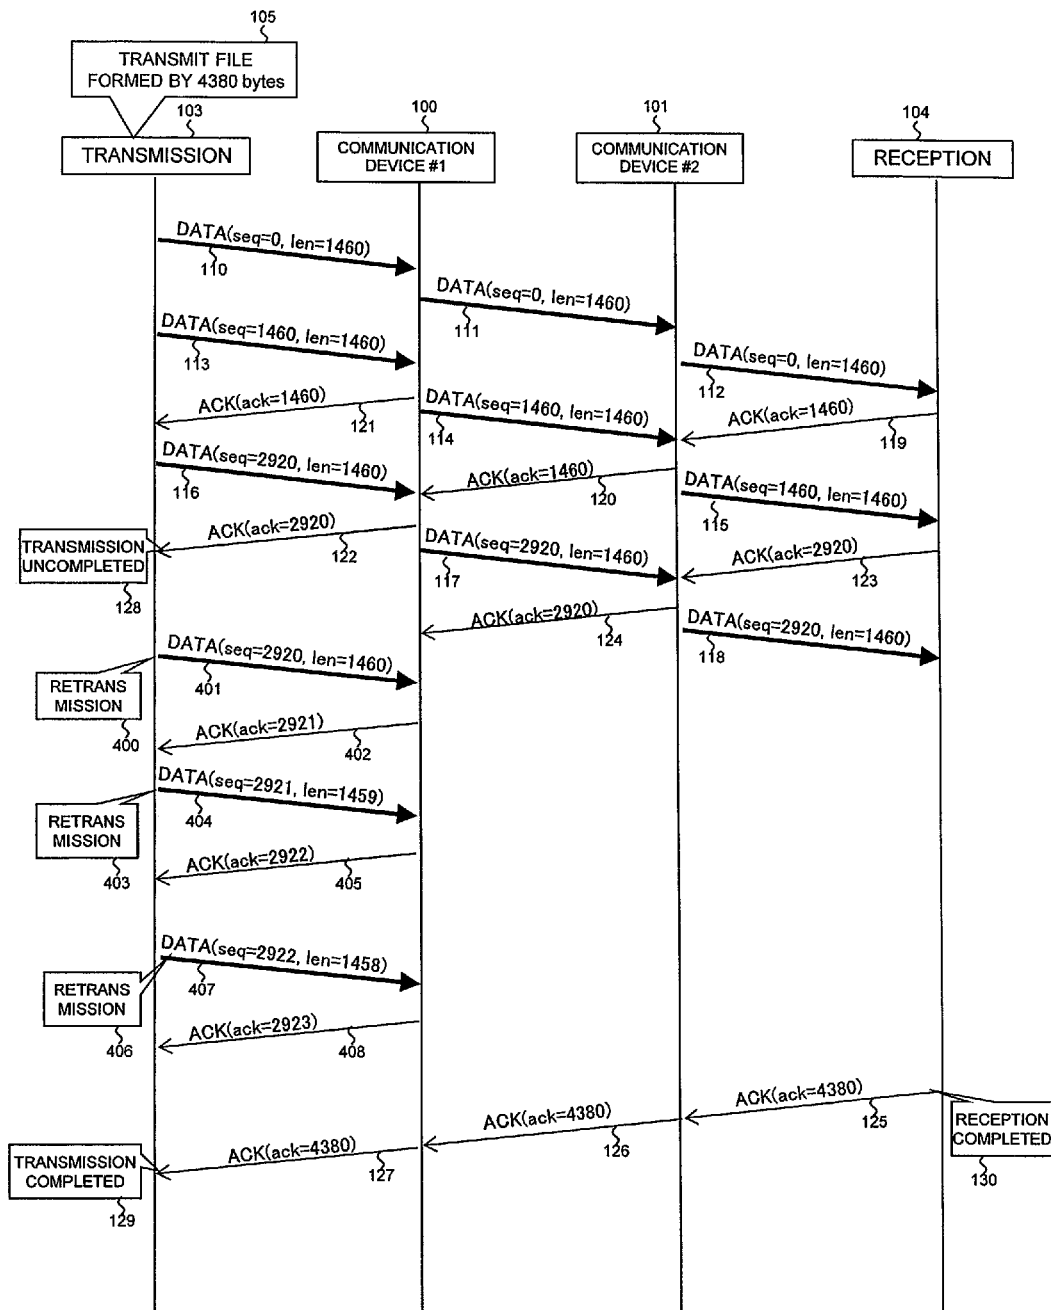 105
TRANSMIT FILE
FORMED BY 4380 bytes
103
TRANSMISSION
100
COMMUNICATION
DEVICE #1
101
COMMUNICATION
DEVICE #2
104
RECEPTION
DATA(seq=0, len=1460)
110
DATA(seq=0, len=1460)
111
DATA(seq=1460, len=1460)
113
DATA(seq=0, len=1460)
112
ACK(ack=1460)
121
DATA(seq=1460, len=1460)
114
ACK(ack=1460)
119
DATA(seq=2920, len=1460)
116
ACK(ack=1460)
120
DATA(seq=1460, len=1460)
115
TRANSMISSION
UNCOMPLETED
128
ACK(ack=2920)
122
DATA(seq=2920, len=1460)
117
ACK(ack=2920)
123
ACK(ack=2920)
124
DATA(seq=2920, len=1460)
118
DATA(seq=2920, len=1460)
401
RETRANS
MISSION
400
ACK(ack=2921)
402
DATA(seq=2921, len=1459)
404
RETRANS
MISSION
403
ACK(ack=2922)
405
DATA(seq=2922, len=1458)
407
RETRANS
MISSION
406
ACK(ack=2923)
408
ACK(ack=4380)
125
RECEPTION
COMPLETED
130
ACK(ack=4380)
126
ACK(ack=4380)
127
TRANSMISSION
COMPLETED
129